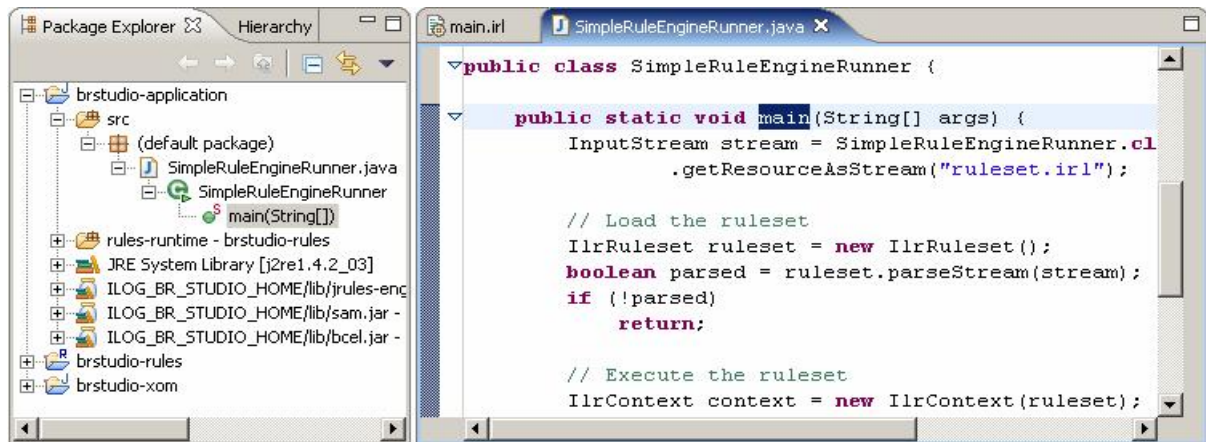 Package Explorer
Hierarchy
brstudio-application
src
(default package)
SimpleRuleEngineRunner.java
SimpleRuleEngineRunner
main(String[])
rules-runtime - brstudio-rules
JRE System Library [j2re1.4.2_03]
ILOG_BR_STUDIO_HOME/lib/jrules-eng
ILOG_BR_STUDIO_HOME/lib/sam.jar -
ILOG_BR_STUDIO_HOME/lib/bcel.jar -
brstudio-rules
brstudio-xom
main.irl
SimpleRuleEngineRunner.java
public class SimpleRuleEngineRunner {
public static void main(String[] args) {
InputStream stream = SimpleRuleEngineRunner.cl
.getResourceAsStream("ruleset.irl");
// Load the ruleset
IlrRuleset ruleset = new IlrRuleset();
boolean parsed = ruleset.parseStream(stream);
if (!parsed)
return;
// Execute the ruleset
IlrContext context = new IlrContext(ruleset);